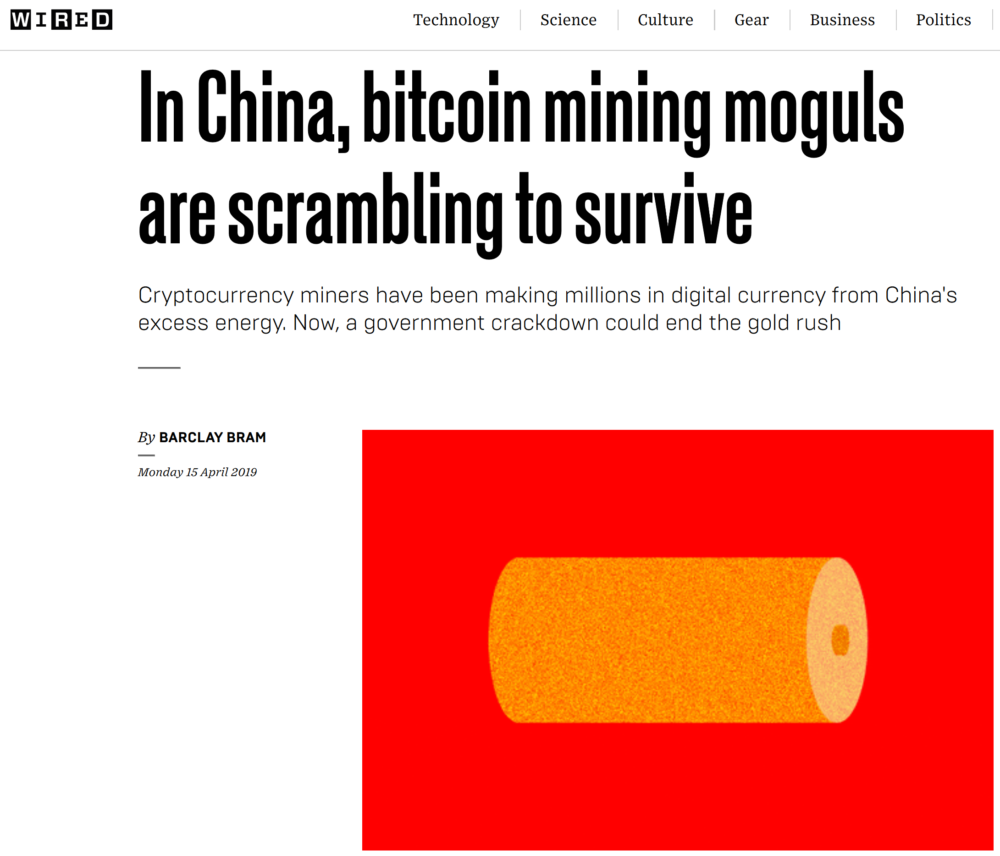 WIRED
Technology
Science
Culture
Gear
Business
Politics
In China, bitcoin mining moguls
are scrambling to survive
Cryptocurrency miners have been making millions in digital currency from China's
excess energy. Now, a government crackdown could end the gold rush
By BARCLAY BRAM
Monday 15 April 2019